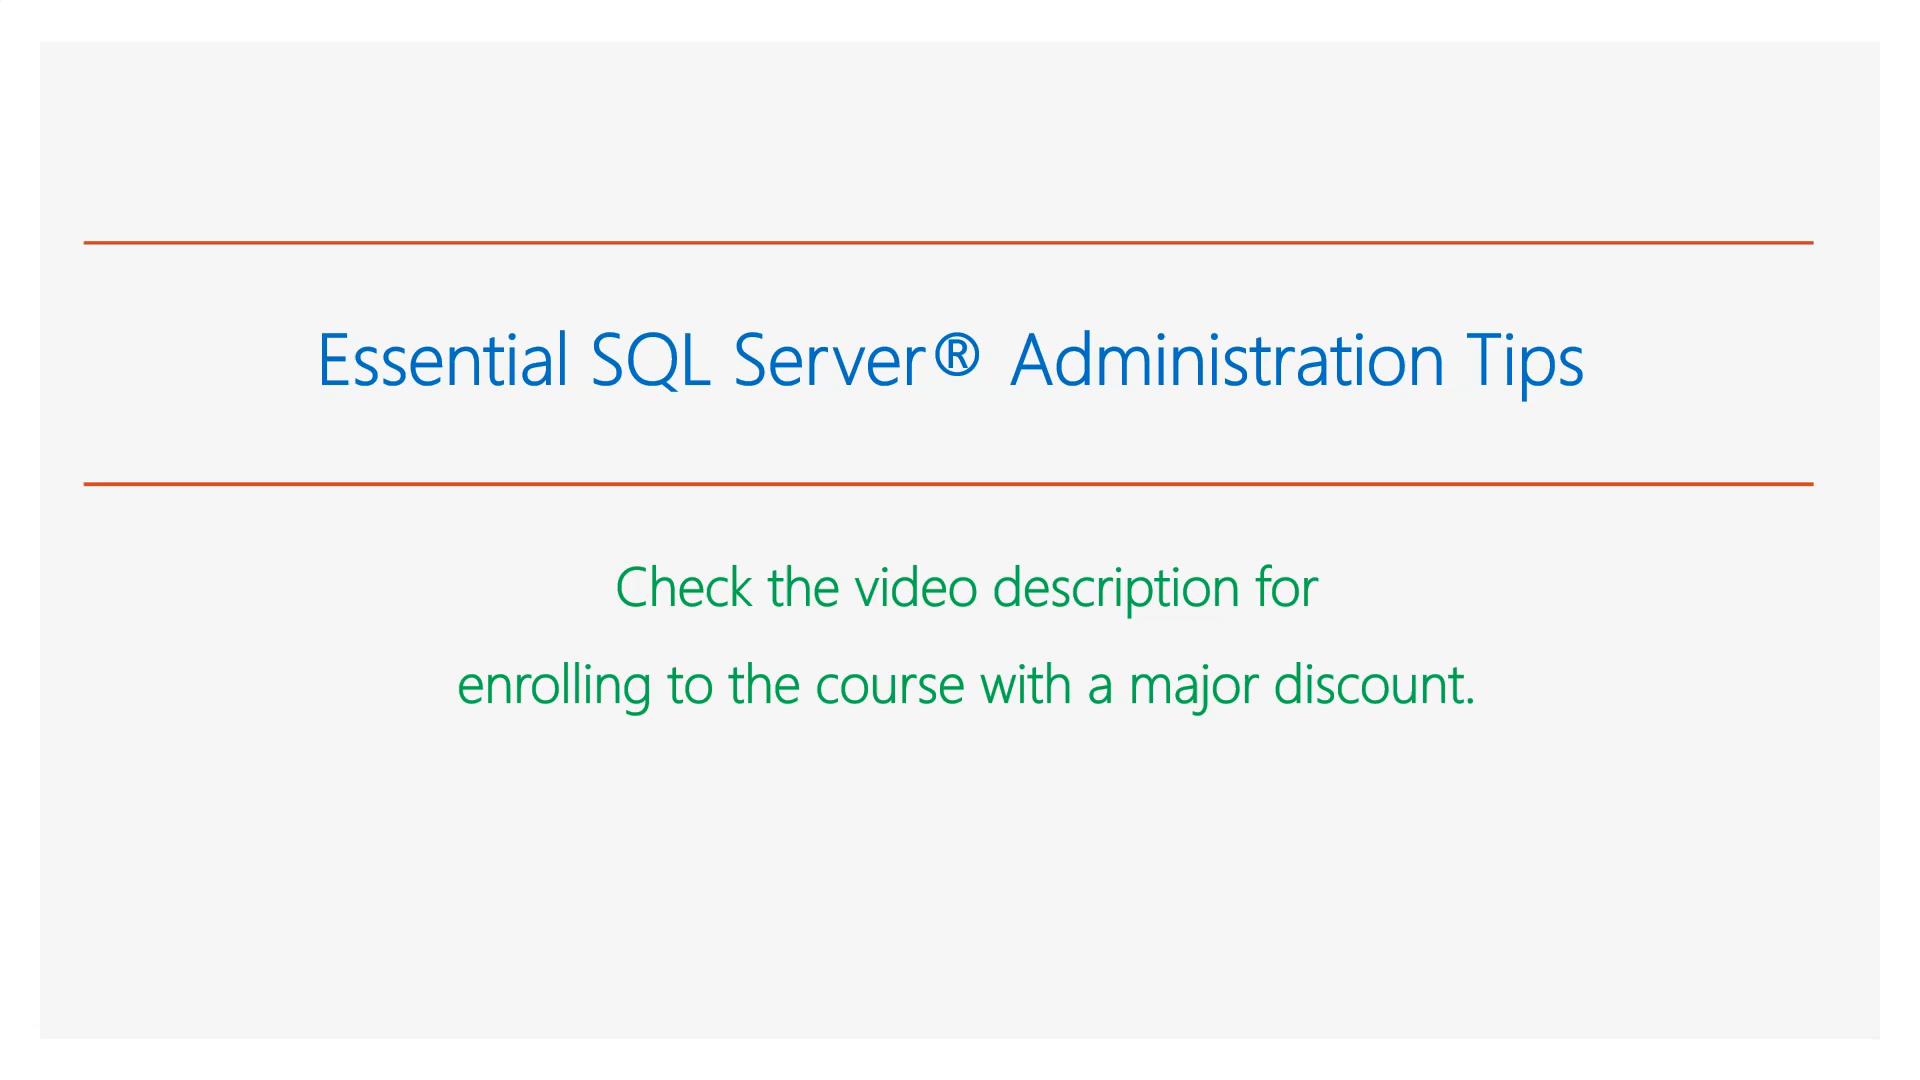 Essential SQL Server® Administration Tips
Check the video description for
enrolling to the course with a major discount.